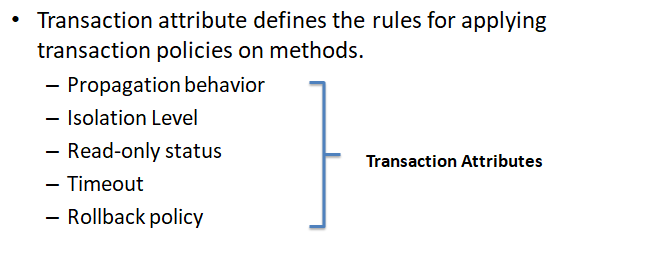 • Transaction attribute defines the rules for applying
transaction policies on methods.
– Propagation behavior
– Isolation Level
– Read-only status
– Timeout
– Rollback policy
Transaction Attributes